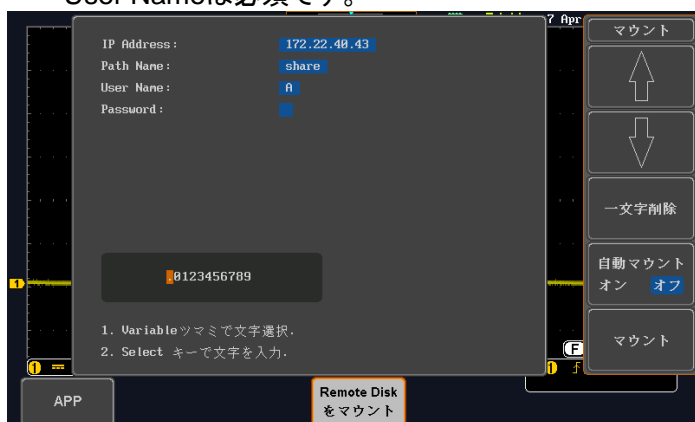 User Nameは必須です。
7 Apr
マウント
IP Address: 172.22.40.43
Path Name: share
User Name: A
Password:
一文字削除
.0123456789
自動マウント
オン オフ
1
1. Variableツマミで文字選択.
2. Select キーで文字を入力.
マウント
F
1
1
APP
Remote Disk
をマウント